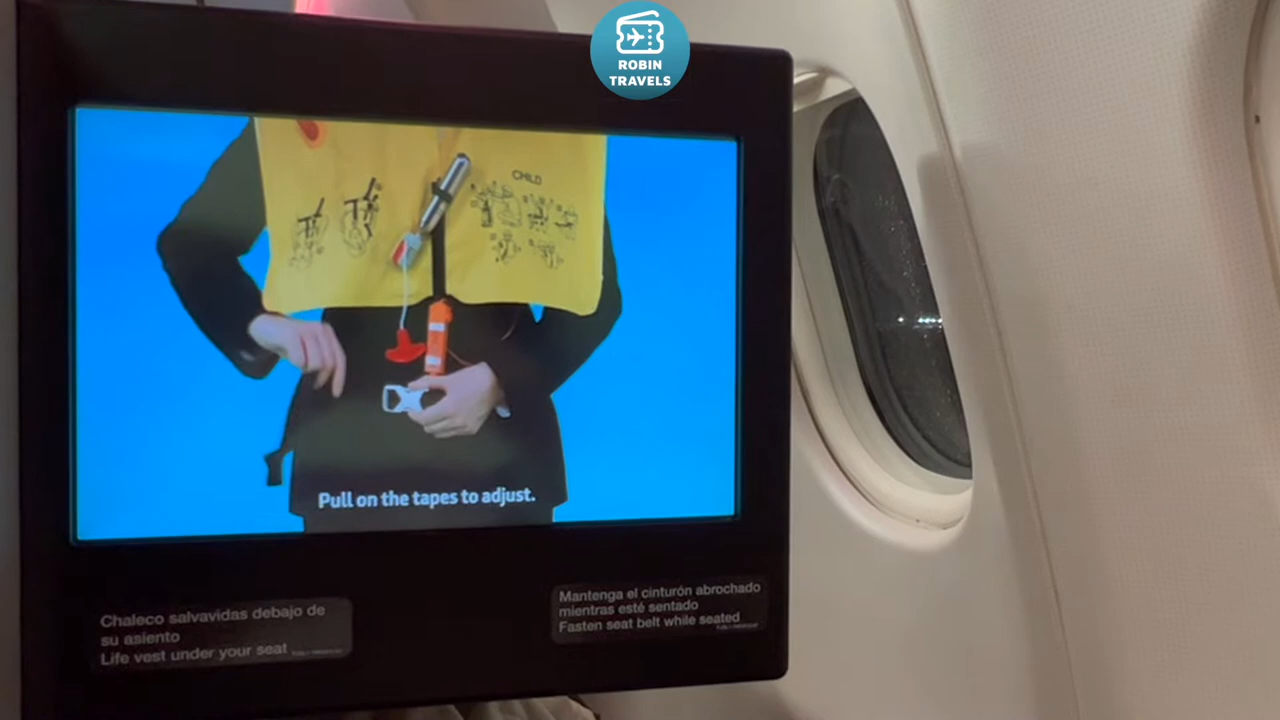 ROBIN
TRAVELS
CHILD
Pull on the tapes to adjust.
Chaleco salvavidas debajo de
su asiento
Life vest under your seat
Mantenga el cinturón abrochado
mientras esté sentado
Fasten seat belt while seated